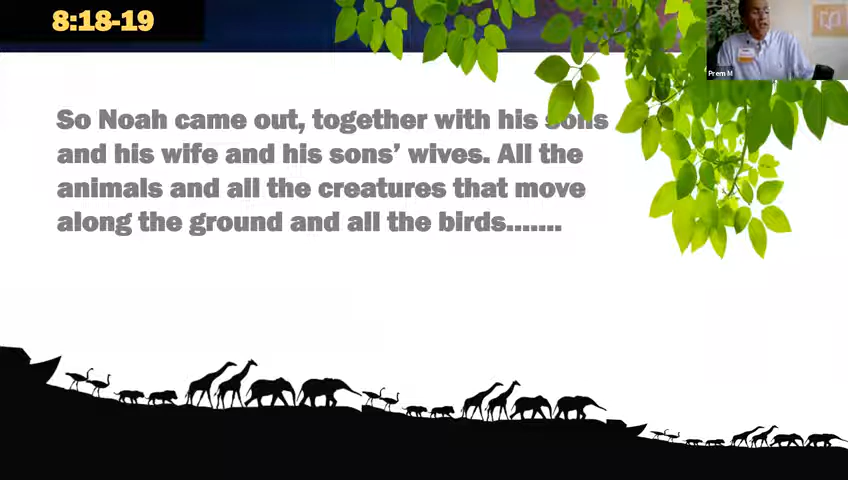 8:18-19
So Noah came out, together with his sons
and his wife and his sons’ wives. All the
animals and all the creatures that move
along the ground and all the birds.......
Prem M